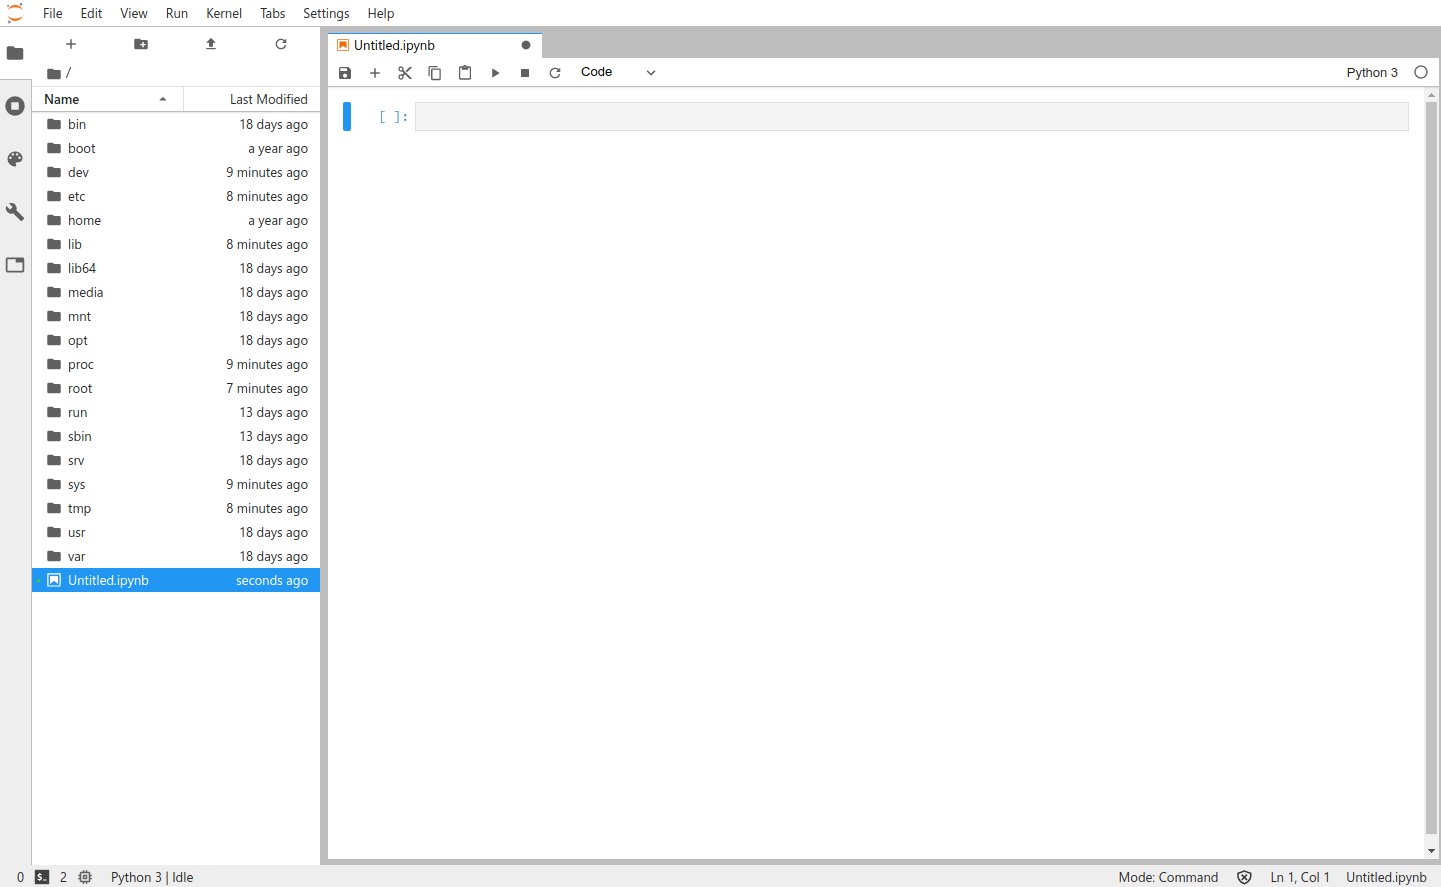 File Edit View Run Kernel Tabs Settings Help
/
Name Last Modified
bin 18 days ago
boot a year ago
dev 9 minutes ago
etc 8 minutes ago
home a year ago
lib 8 minutes ago
lib64 18 days ago
media 18 days ago
mnt 18 days ago
opt 18 days ago
proc 9 minutes ago
root 7 minutes ago
run 13 days ago
sbin 13 days ago
srv 18 days ago
sys 9 minutes ago
tmp 8 minutes ago
usr 18 days ago
var 18 days ago
Untitled.ipynb seconds ago
Untitled.ipynb
Code Python 3
[ ]:
0 $_ 2 Python 3 | Idle Mode: Command Ln 1, Col 1 Untitled.ipynb